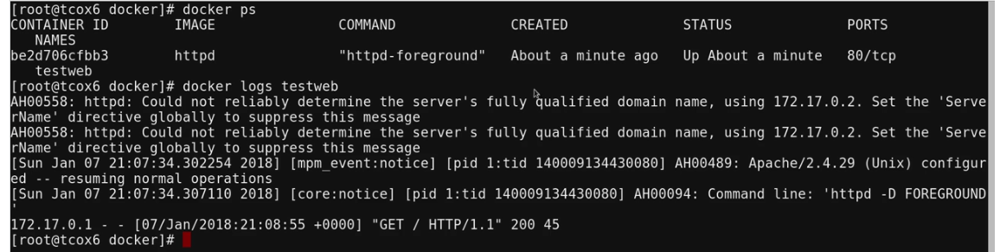 [root@tcox6 docker]# docker ps
CONTAINER ID        IMAGE               COMMAND              CREATED              STATUS              PORTS
   NAMES
be2d706cfbb3        httpd               "httpd-foreground"   About a minute ago   Up About a minute   80/tcp
   testweb
[root@tcox6 docker]# docker logs testweb
AH00558: httpd: Could not reliably determine the server's fully qualified domain name, using 172.17.0.2. Set the 'Serve
rName' directive globally to suppress this message
AH00558: httpd: Could not reliably determine the server's fully qualified domain name, using 172.17.0.2. Set the 'Serve
rName' directive globally to suppress this message
[Sun Jan 07 21:07:34.302254 2018] [mpm_event:notice] [pid 1:tid 140009134430080] AH00489: Apache/2.4.29 (Unix) configur
ed -- resuming normal operations
[Sun Jan 07 21:07:34.307110 2018] [core:notice] [pid 1:tid 140009134430080] AH00094: Command line: 'httpd -D FOREGROUND
'
172.17.0.1 - - [07/Jan/2018:21:08:55 +0000] "GET / HTTP/1.1" 200 45
[root@tcox6 docker]#